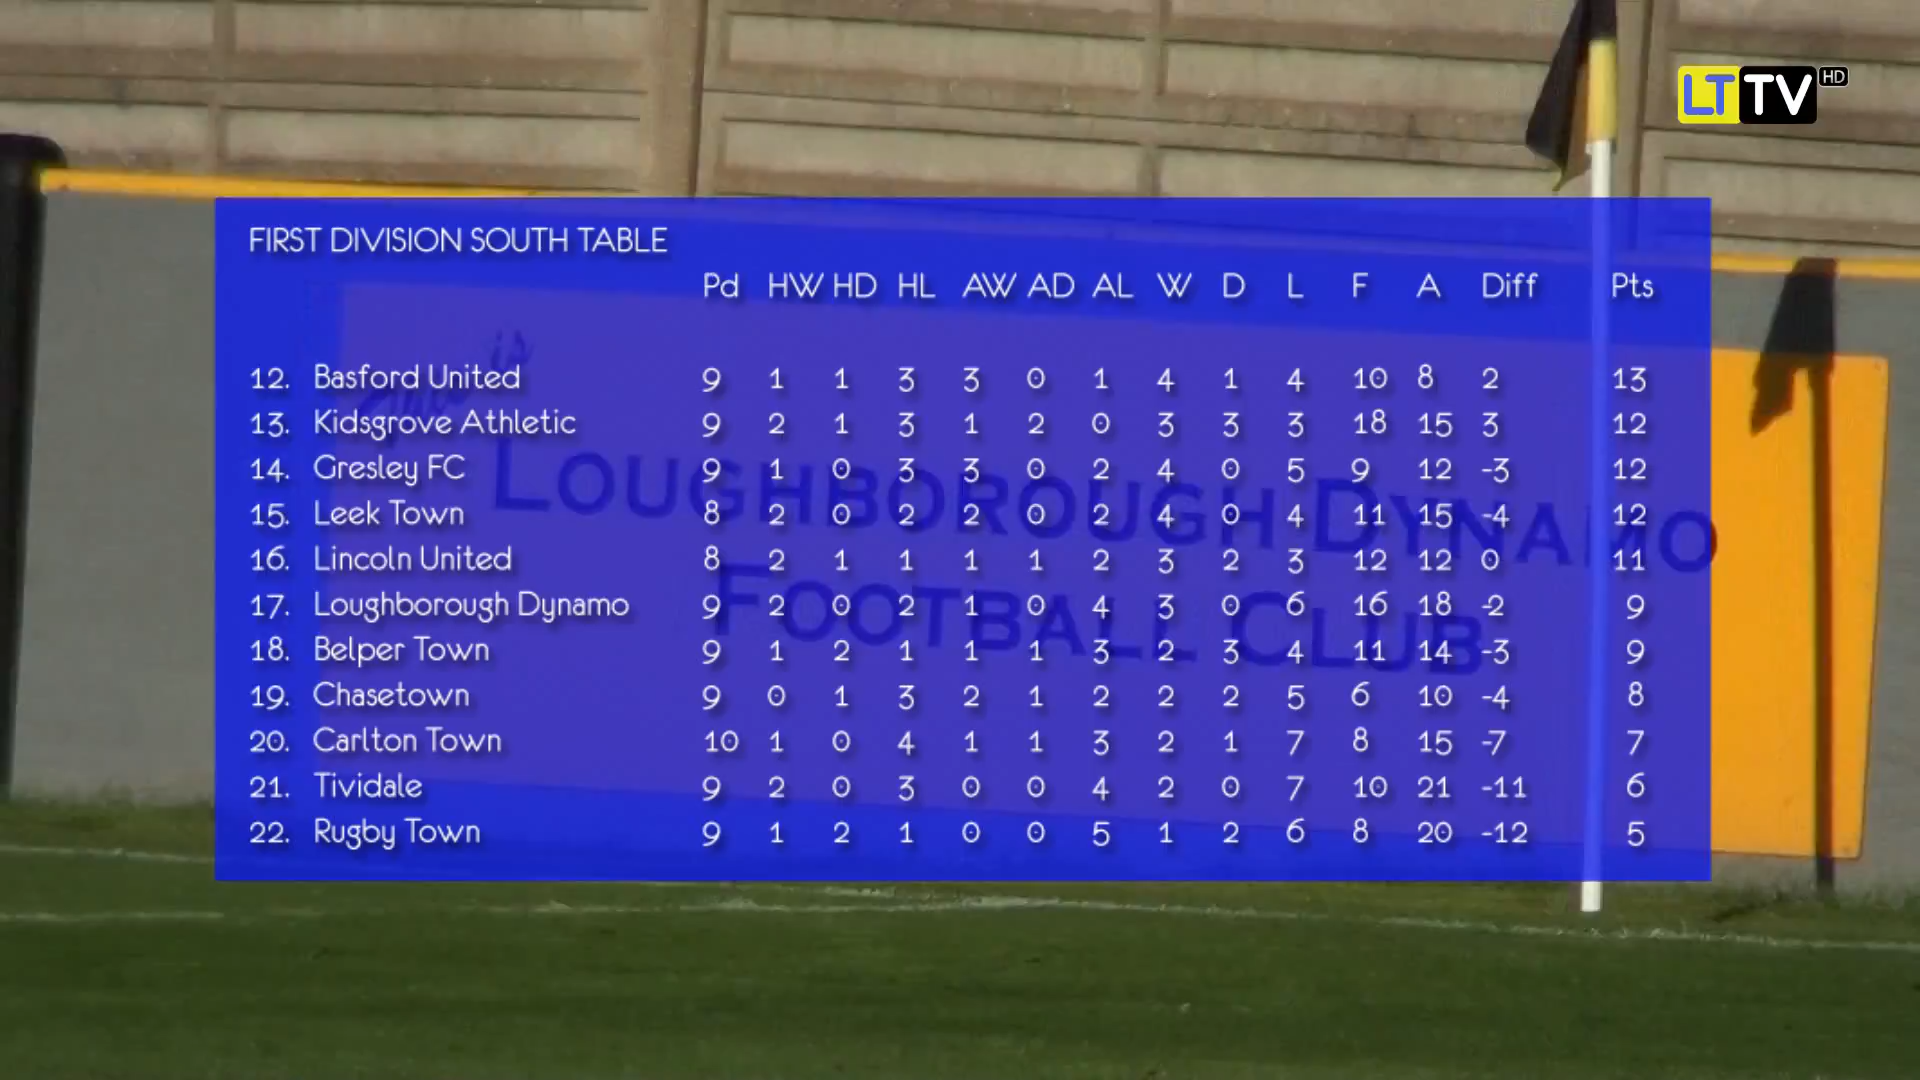 LT TV HD
FIRST DIVISION SOUTH TABLE
Pd HW HD HL AW AD AL W D L F A Diff Pts
12. Basford United 9 1 1 3 3 0 1 4 1 4 10 8 2 13
13. Kidsgrove Athletic 9 2 1 3 1 2 0 3 3 3 18 15 3 12
14. Gresley FC 9 1 0 3 3 0 2 4 0 5 9 12 -3 12
15. Leek Town 8 2 0 2 2 0 2 4 0 4 11 15 -4 12
16. Lincoln United 8 2 1 1 1 1 2 3 2 3 12 12 0 11
17. Loughborough Dynamo 9 2 0 2 1 0 4 3 0 6 16 18 -2 9
18. Belper Town 9 1 2 1 1 1 3 2 3 4 11 14 -3 9
19. Chasetown 9 0 1 3 2 1 2 2 2 5 6 10 -4 8
20. Carlton Town 10 1 0 4 1 1 3 2 1 7 8 15 -7 7
21. Tividale 9 2 0 3 0 0 4 2 0 7 10 21 -11 6
22. Rugby Town 9 1 2 1 0 0 5 1 2 6 8 20 -12 5
is
LOUGHBOROUGH DYNAMO
FOOTBALL CLUB